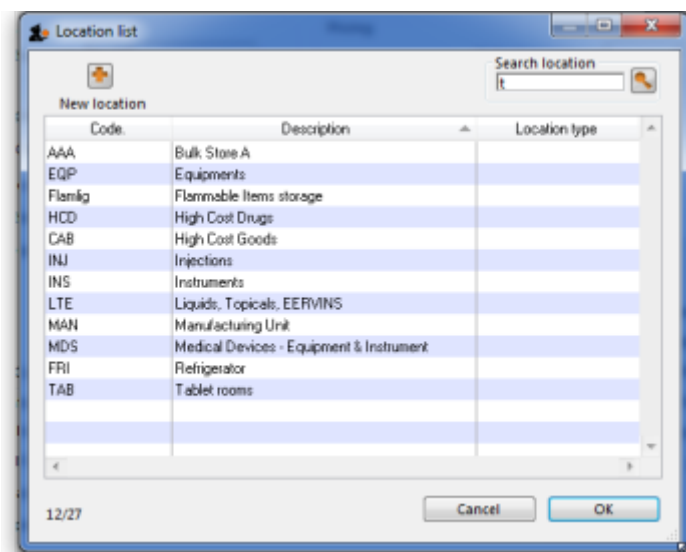 Location list
Search location
t
New location
Code. Description Location type
AAA Bulk Store A
EQP Equipments
Flamlig Flammable Items storage
HCD High Cost Drugs
CAB High Cost Goods
INJ Injections
INS Instruments
LTE Liquids, Topicals, EERVINS
MAN Manufacturing Unit
MDS Medical Devices - Equipment & Instrument
FRI Refrigerator
TAB Tablet rooms
12/27 Cancel OK